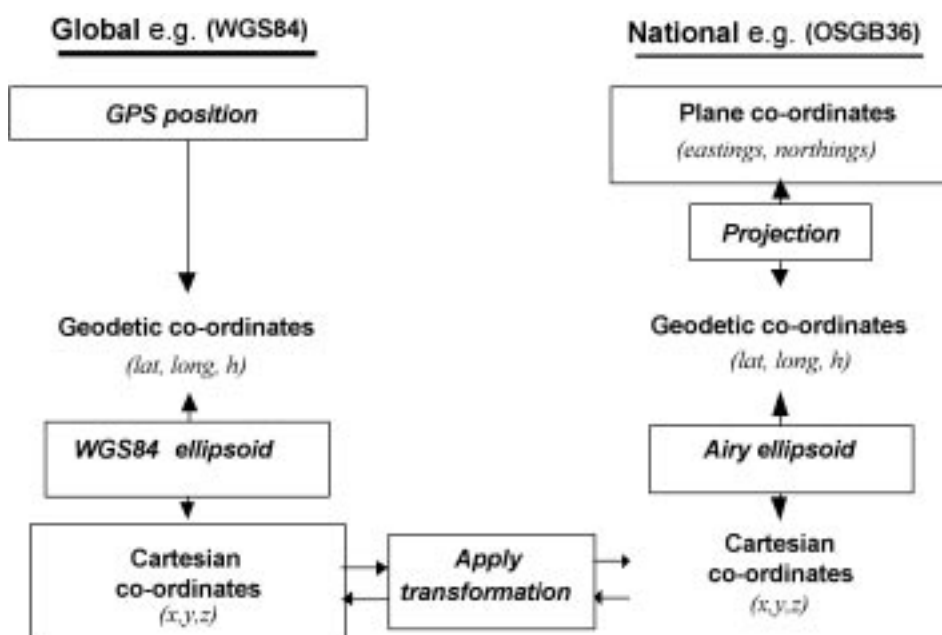 Global e.g. (WGS84)
GPS position
Geodetic co-ordinates
(lat, long, h)
WGS84 ellipsoid
Cartesian
co-ordinates
(x,y,z)
Apply
transformation
National e.g. (OSGB36)
Plane co-ordinates
(eastings, northings)
Projection
Geodetic co-ordinates
(lat, long, h)
Airy ellipsoid
Cartesian
co-ordinates
(x,y,z)